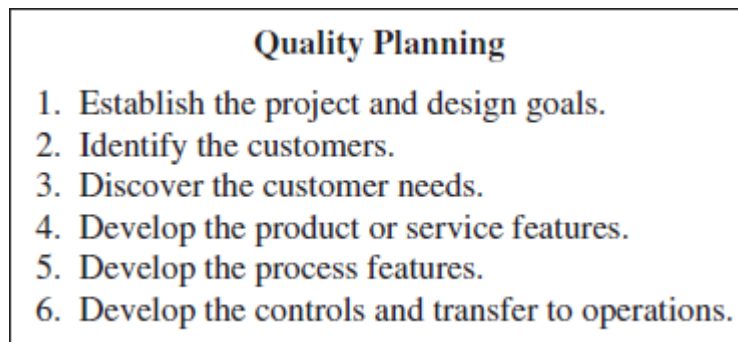 Quality Planning
1. Establish the project and design goals.
2. Identify the customers.
3. Discover the customer needs.
4. Develop the product or service features.
5. Develop the process features.
6. Develop the controls and transfer to operations.